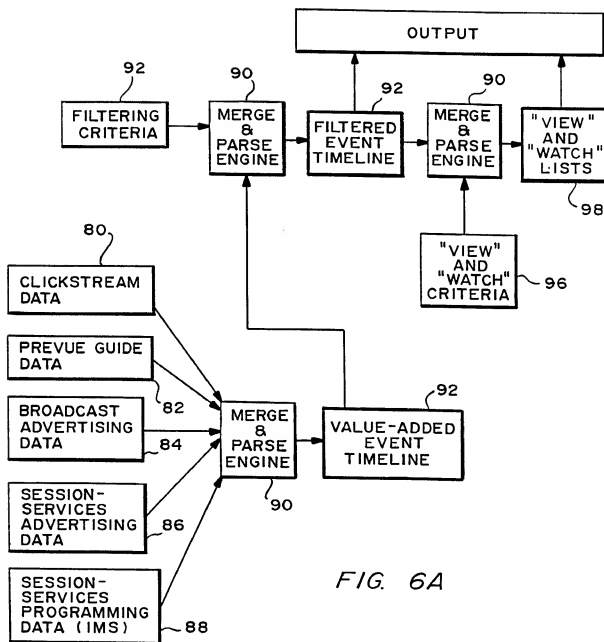 OUTPUT
92
FILTERING
CRITERIA
90
MERGE
&
PARSE
ENGINE
92
FILTERED
EVENT
TIMELINE
90
MERGE
&
PARSE
ENGINE
"VIEW"
AND
"WATCH"
LISTS
98
"VIEW"
AND
"WATCH"
CRITERIA
96
80
CLICKSTREAM
DATA
PREVUE GUIDE
DATA
82
BROADCAST
ADVERTISING
DATA
84
SESSION-
SERVICES
ADVERTISING
DATA
86
SESSION-
SERVICES
PROGRAMMING
DATA (IMS)
88
MERGE
&
PARSE
ENGINE
90
92
VALUE-ADDED
EVENT
TIMELINE
FIG. 6A